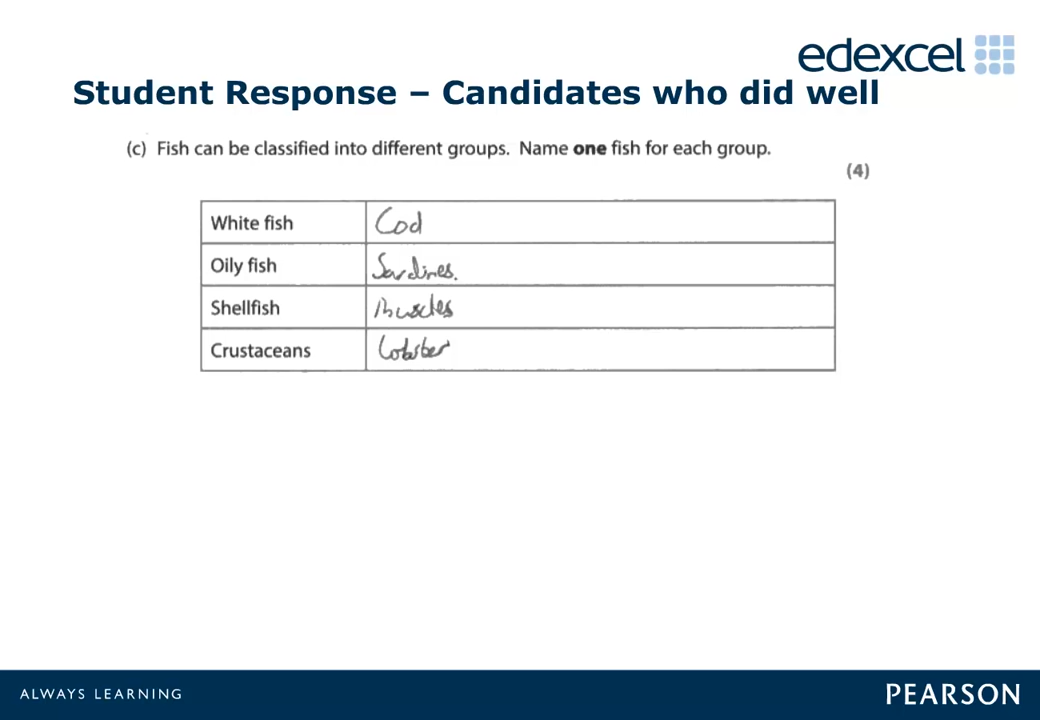 edexcel
Student Response – Candidates who did well
(c) Fish can be classified into different groups. Name one fish for each group.
(4)
White fish Cod
Oily fish Sardines.
Shellfish Muscles
Crustaceans Lobster
ALWAYS LEARNING
PEARSON